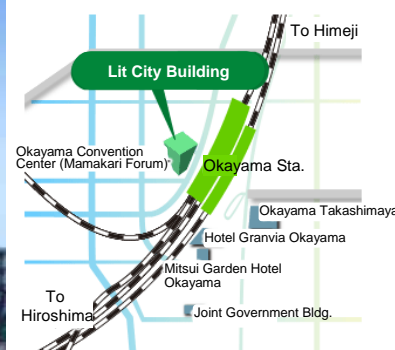 To Himeji
Lit City Building
Okayama Convention
Center (Mamakari Forum)
Okayama Sta.
Okayama Takashimaya
Hotel Granvia Okayama
Mitsui Garden Hotel
Okayama
To
Hiroshima
Joint Government Bldg.